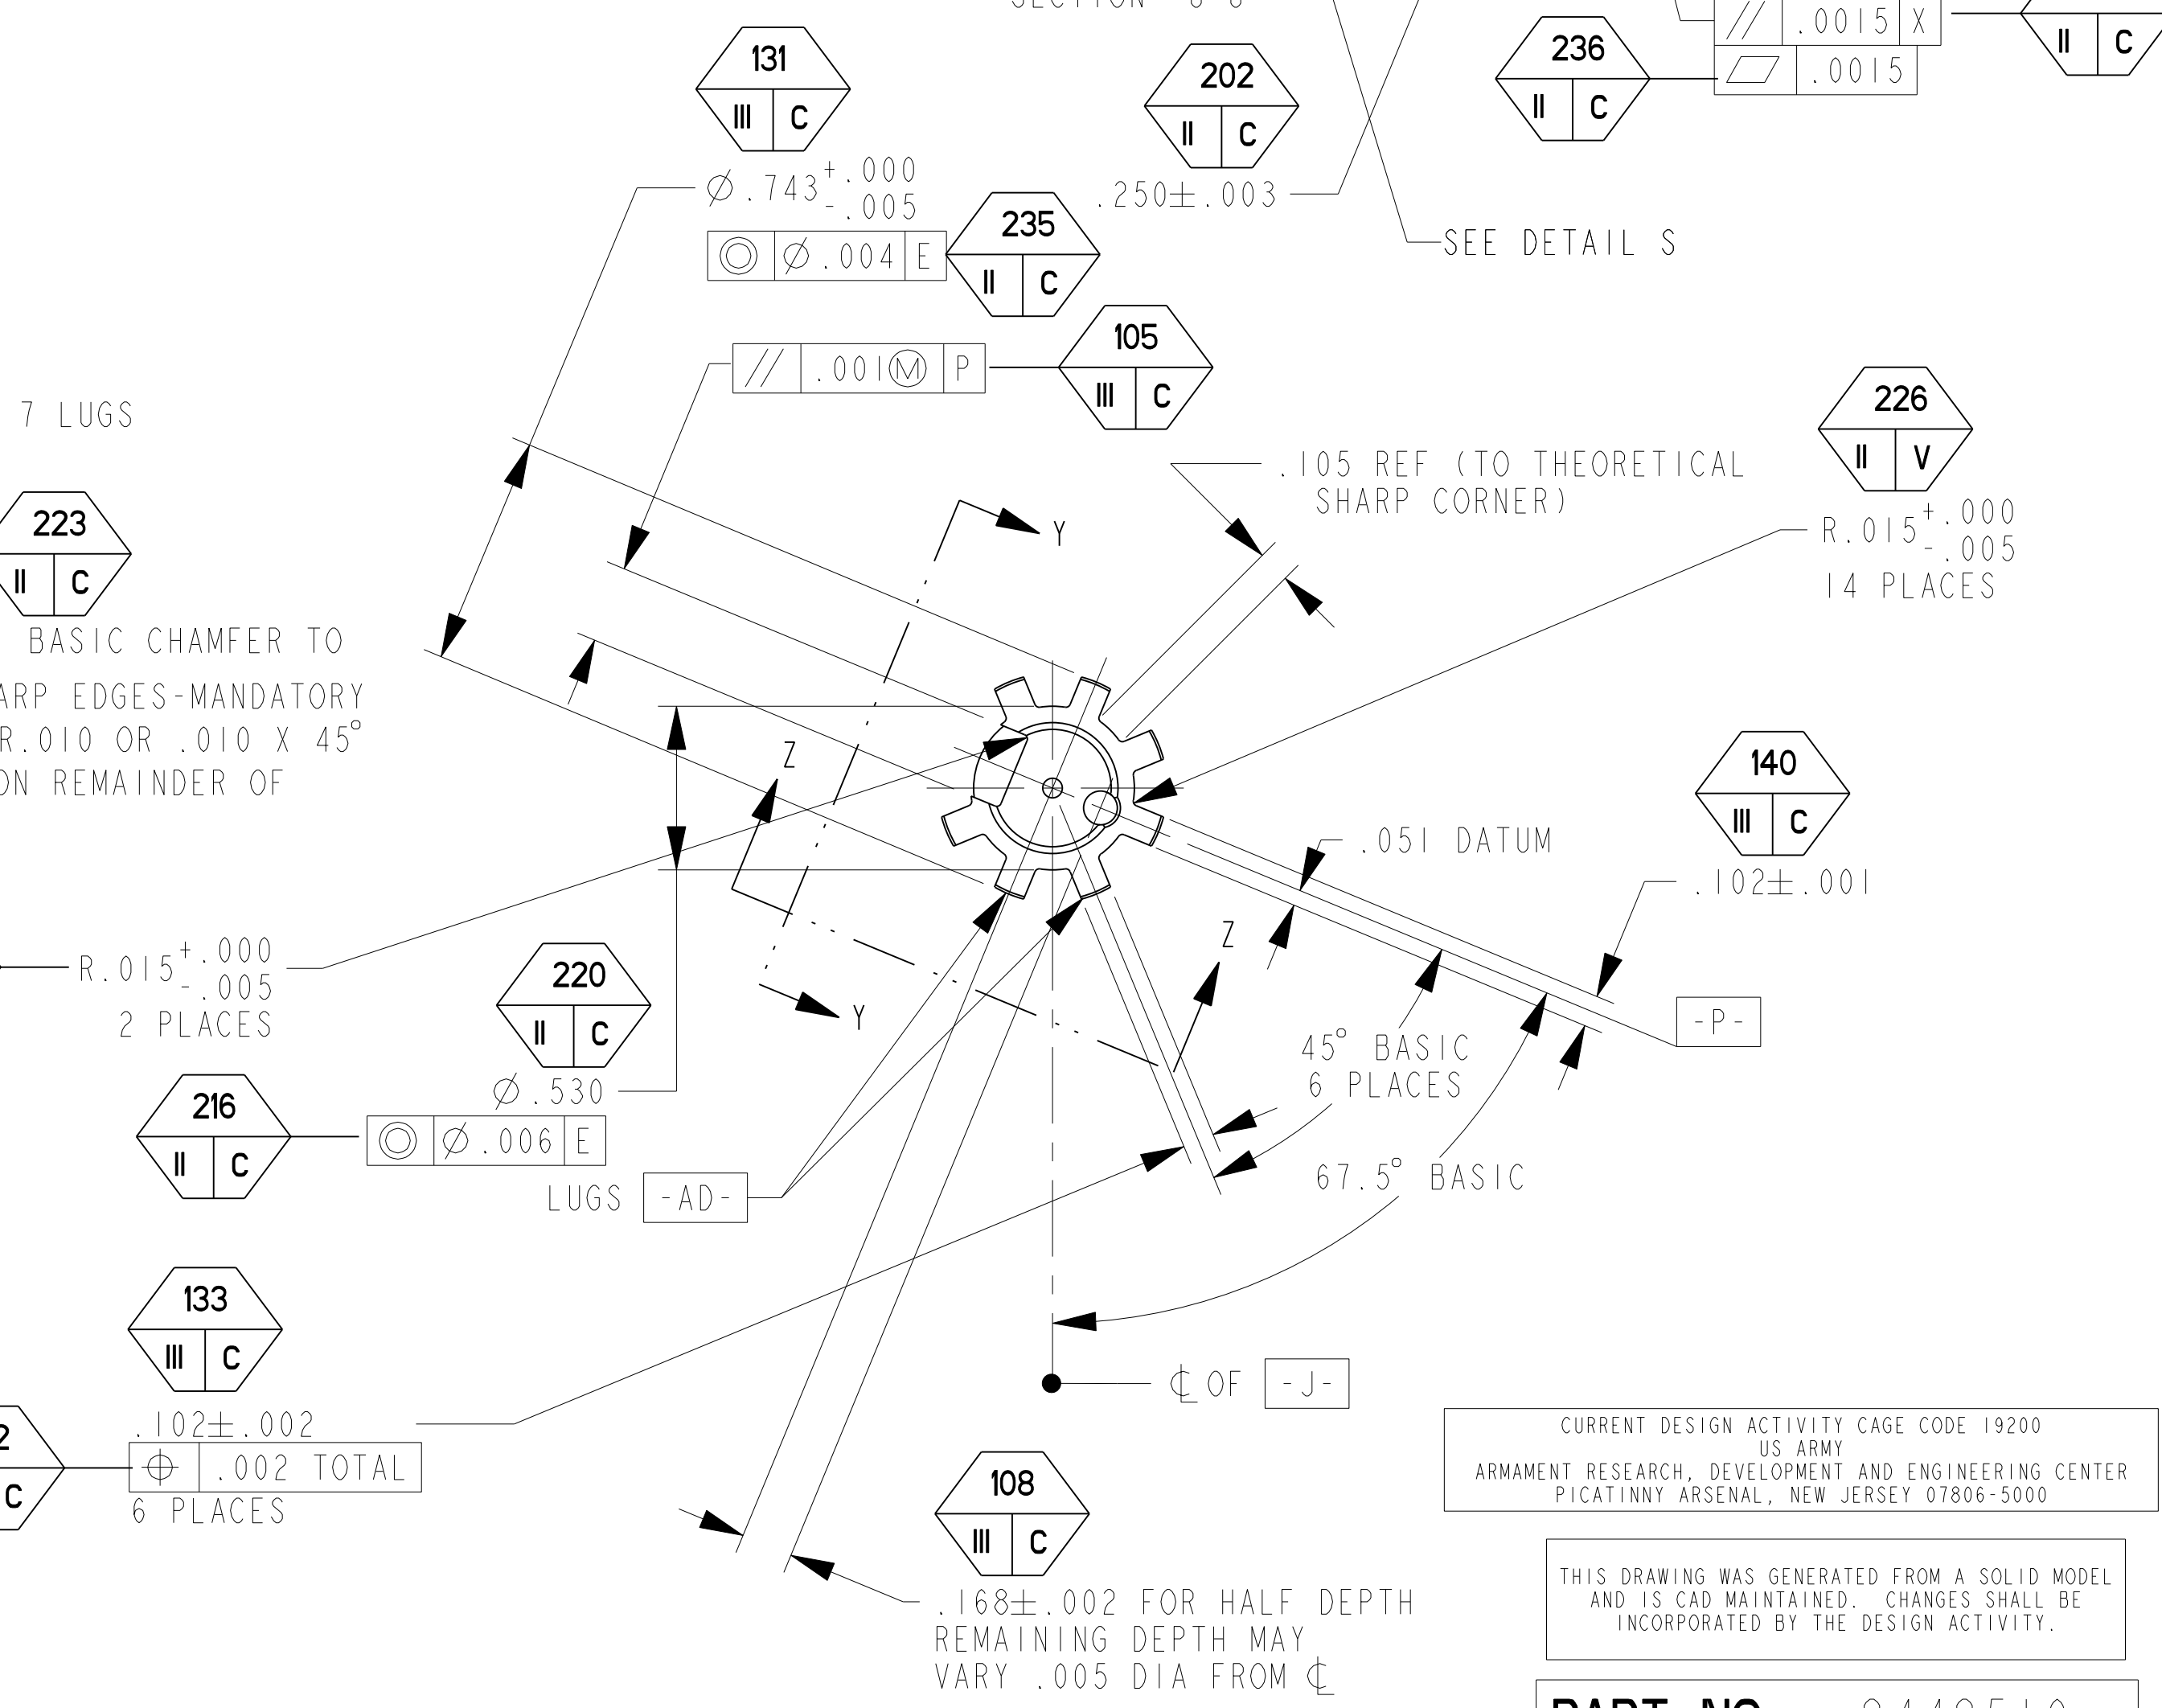 131
III C
Ø.743 +.000
-.005
Ø.004 E
235
II C
202
II C
.250±.003
236
II C
// .0015 X
.0015
II C
SEE DETAIL S
// .001Ⓜ P
105
III C
7 LUGS
223
II C
BASIC CHAMFER TO
ARP EDGES-MANDATORY
R.010 OR .010 X 45°
ON REMAINDER OF
.105 REF (TO THEORETICAL
SHARP CORNER)
226
II V
R.015 +.000
-.005
14 PLACES
Y
Z
140
III C
.102±.001
.051 DATUM
Z
Y
-P-
R.015 +.000
-.005
2 PLACES
220
II C
Ø.530
216
II C
Ø.006 E
LUGS -AD-
45° BASIC
6 PLACES
67.5° BASIC
133
III C
.102±.002
.002 TOTAL
6 PLACES
2
C
℄ OF -J-
108
III C
.168±.002 FOR HALF DEPTH
REMAINING DEPTH MAY
VARY .005 DIA FROM ℄
CURRENT DESIGN ACTIVITY CAGE CODE 19200
US ARMY
ARMAMENT RESEARCH, DEVELOPMENT AND ENGINEERING CENTER
PICATINNY ARSENAL, NEW JERSEY 07806-5000
THIS DRAWING WAS GENERATED FROM A SOLID MODEL
AND IS CAD MAINTAINED. CHANGES SHALL BE
INCORPORATED BY THE DESIGN ACTIVITY.
PART NO